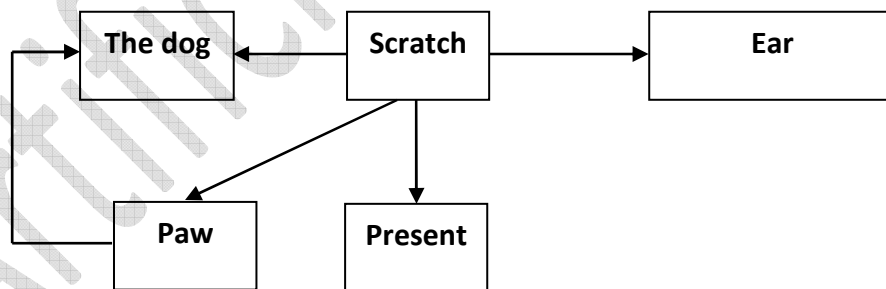 The dog
Scratch
Ear
Paw
Present